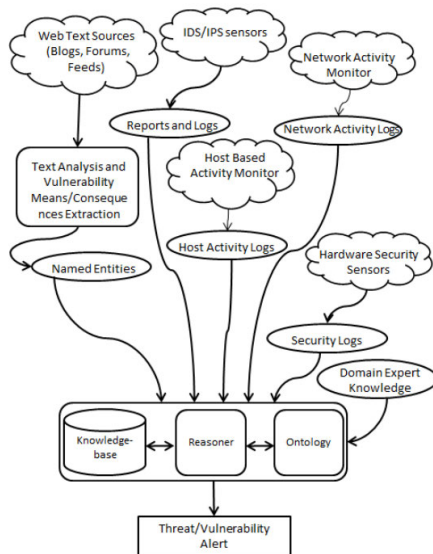 Web Text Sources
(Blogs, Forums,
Feeds)
IDS/IPS sensors
Network Activity
Monitor
Reports and Logs
Network Activity Logs
Text Analysis and
Vulnerability
Means/Conseque
nces Extraction
Host Based
Activity Monitor
Host Activity Logs
Hardware Security
Sensors
Named Entities
Security Logs
Domain Expert
Knowledge
Knowledge-
base
Reasoner
Ontology
Threat/Vulnerability
Alert